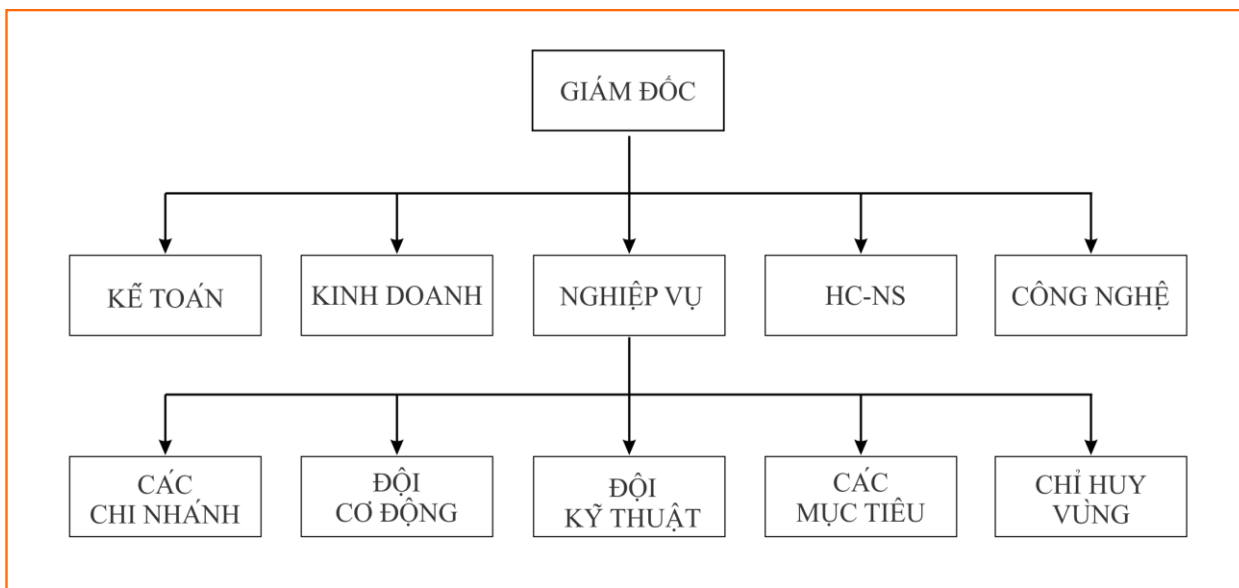 GIÁM ĐỐC
KẾ TOÁN
KINH DOANH
NGHIỆP VỤ
HC-NS
CÔNG NGHỆ
CÁC
CHI NHÁNH
ĐỘI
CƠ ĐỘNG
ĐỘI
KỸ THUẬT
CÁC
MỤC TIÊU
CHỈ HUY
VÙNG